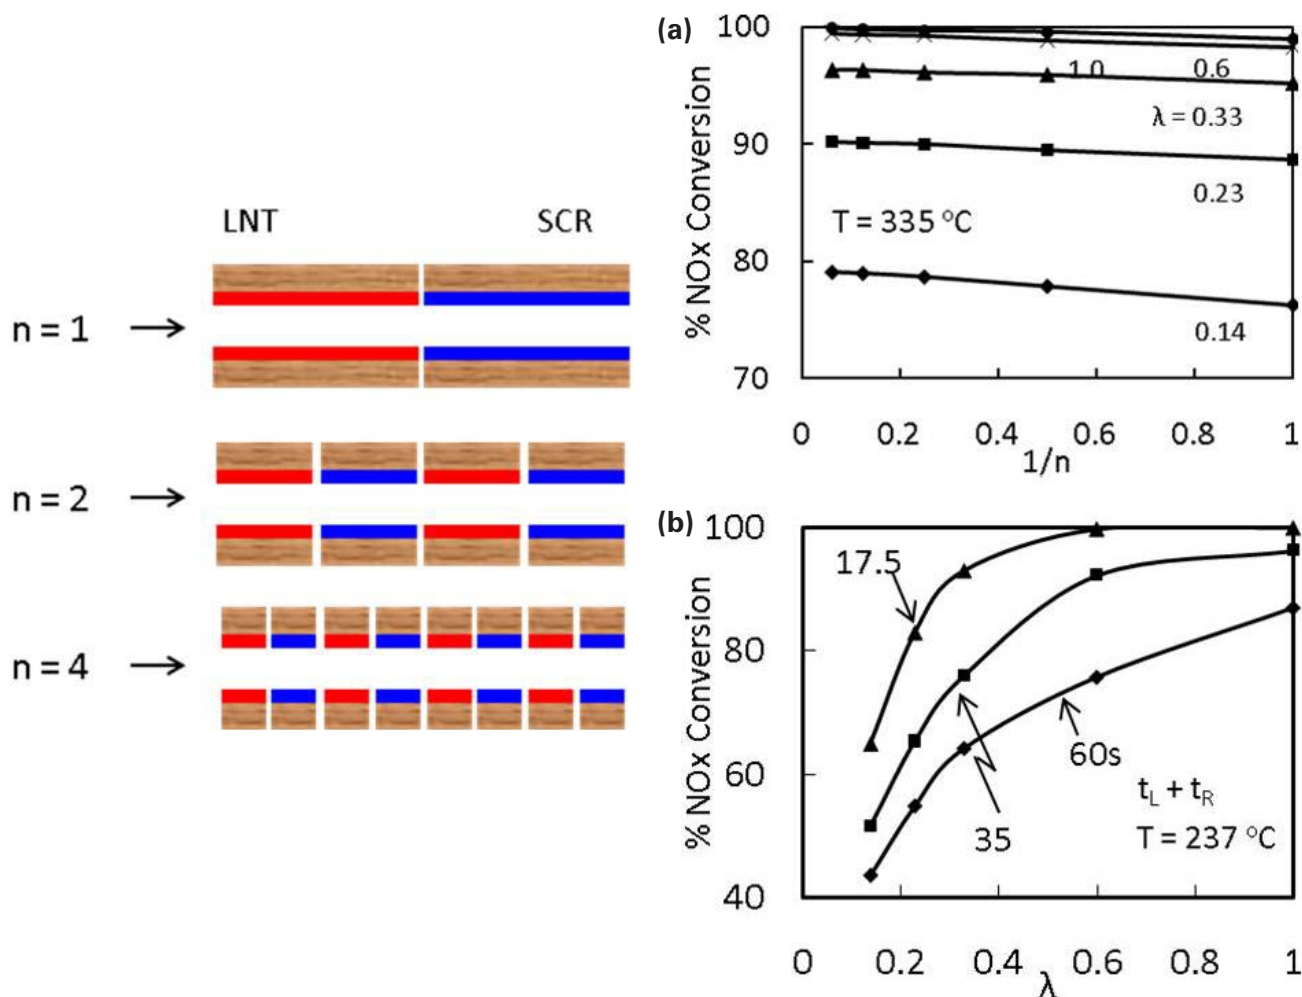 LNT SCR
n = 1
n = 2
n = 4
(a)
% NOx Conversion
100
90
80
70
1.0 0.6
λ = 0.33
0.23
T = 335 °C
0.14
0 0.2 0.4 0.6 0.8 1
1/n
(b)
% NOx Conversion
100
80
60
40
17.5
60s
35
t_L + t_R
T = 237 °C
0 0.2 0.4 0.6 0.8 1
λ